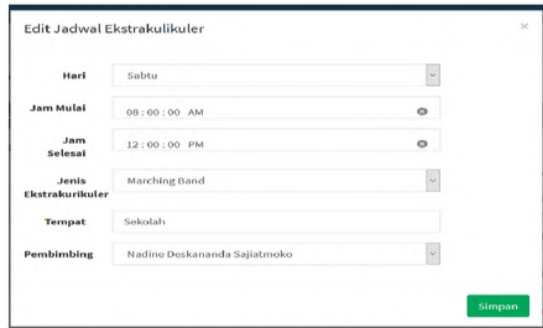 Edit Jadwal Ekstrakulikuler
×
Hari
Sabtu
Jam Mulai
08:00:00 AM
Jam
Selesai
12:00:00 PM
Jenis
Ekstrakurikuler
Marching Band
Tempat
Sekolah
Pembimbing
Nadine Deskananda Sajiatmoko
Simpan